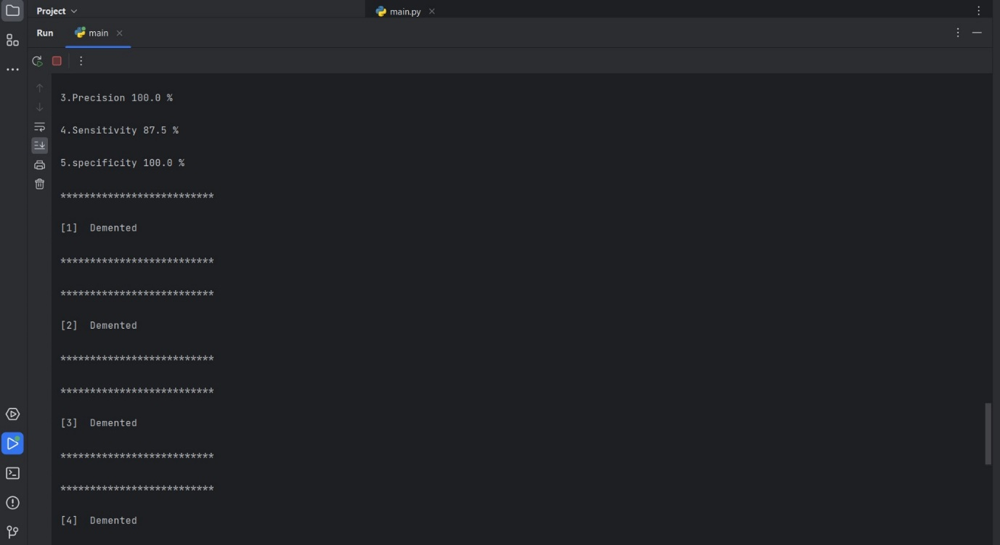 Project
main.py
Run main
3.Precision 100.0 %
4.Sensitivity 87.5 %
5.specificity 100.0 %
**************************
[1]  Demented
**************************
**************************
[2]  Demented
**************************
**************************
[3]  Demented
**************************
**************************
[4]  Demented